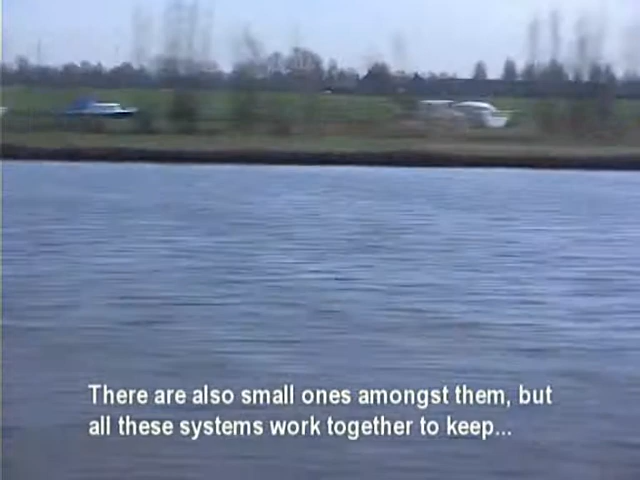 There are also small ones amongst them, but
all these systems work together to keep...